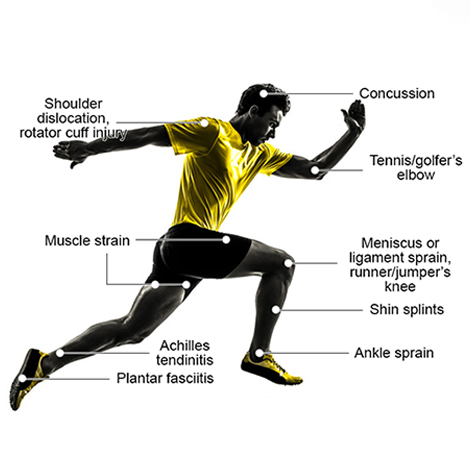 Concussion
Shoulder
dislocation,
rotator cuff injury
Tennis/golfer's
elbow
Muscle strain
Meniscus or
ligament sprain,
runner/jumper's
knee
Shin splints
Achilles
tendinitis
Ankle sprain
Plantar fasciitis